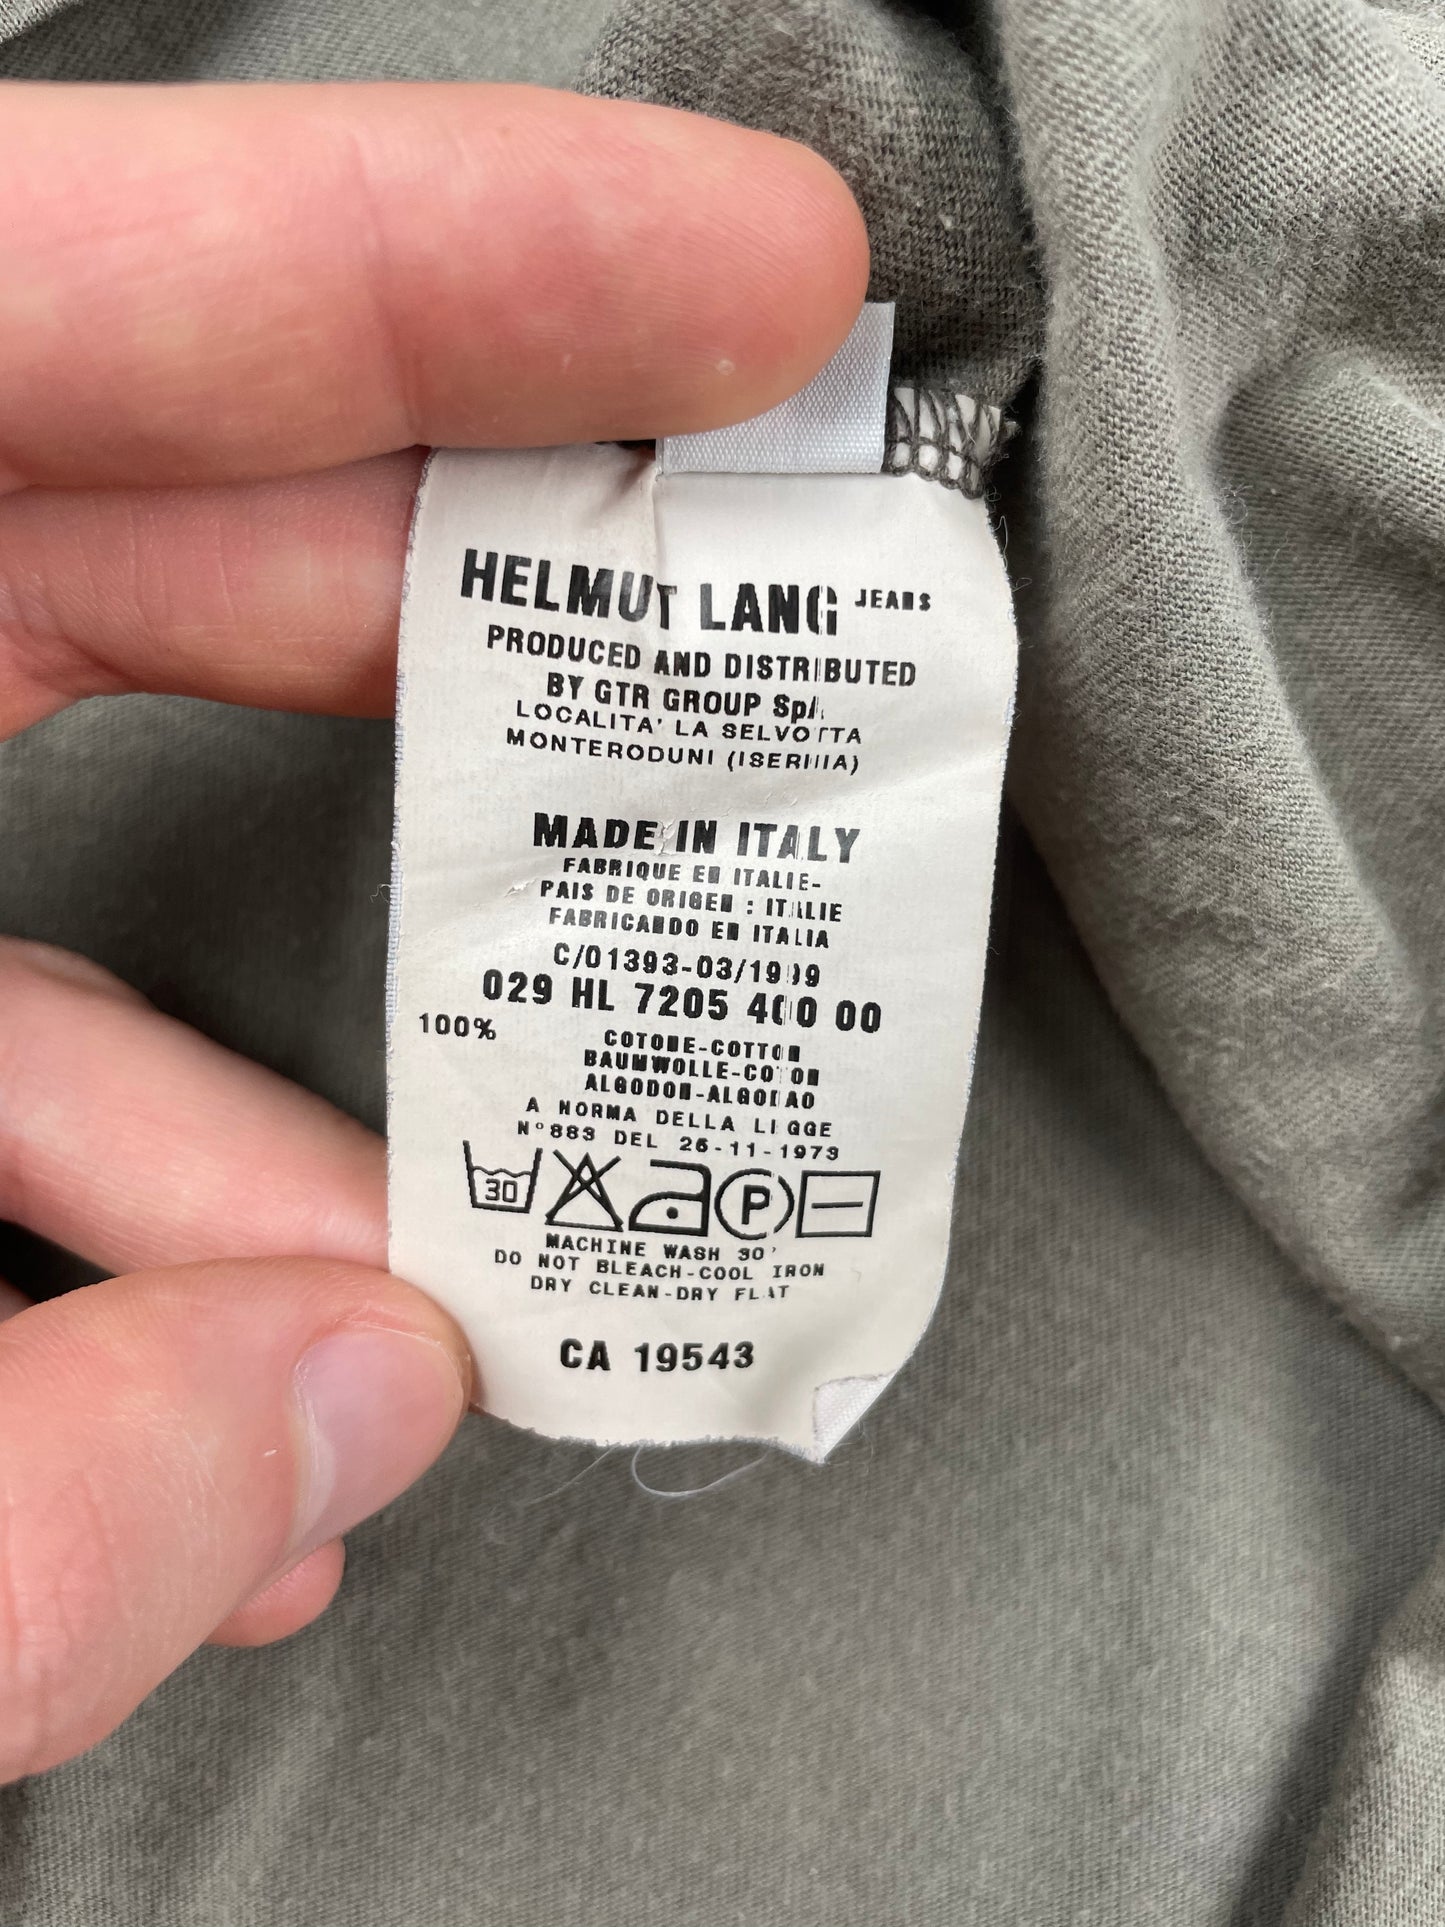 HELMUT LANG JEANS
PRODUCED AND DISTRIBUTED
BY GTR GROUP SpA.
LOCALITA' LA SELVOTTA
MONTERODUNI (ISERNIA)
MADE IN ITALY
FABRIQUE EN ITALIE-
PAIS DE ORIGEN : ITALIE
FABRICANDO EN ITALIA
C/01393-03/1999
029 HL 7205 400 00
100% COTONE-COTTON
BAUMWOLLE-COTON
ALGODON-ALGODAO
A NORMA DELLA LEGGE
N°883 DEL 26-11-1973
30 P
MACHINE WASH 30'
DO NOT BLEACH-COOL IRON
DRY CLEAN-DRY FLAT
CA 19543